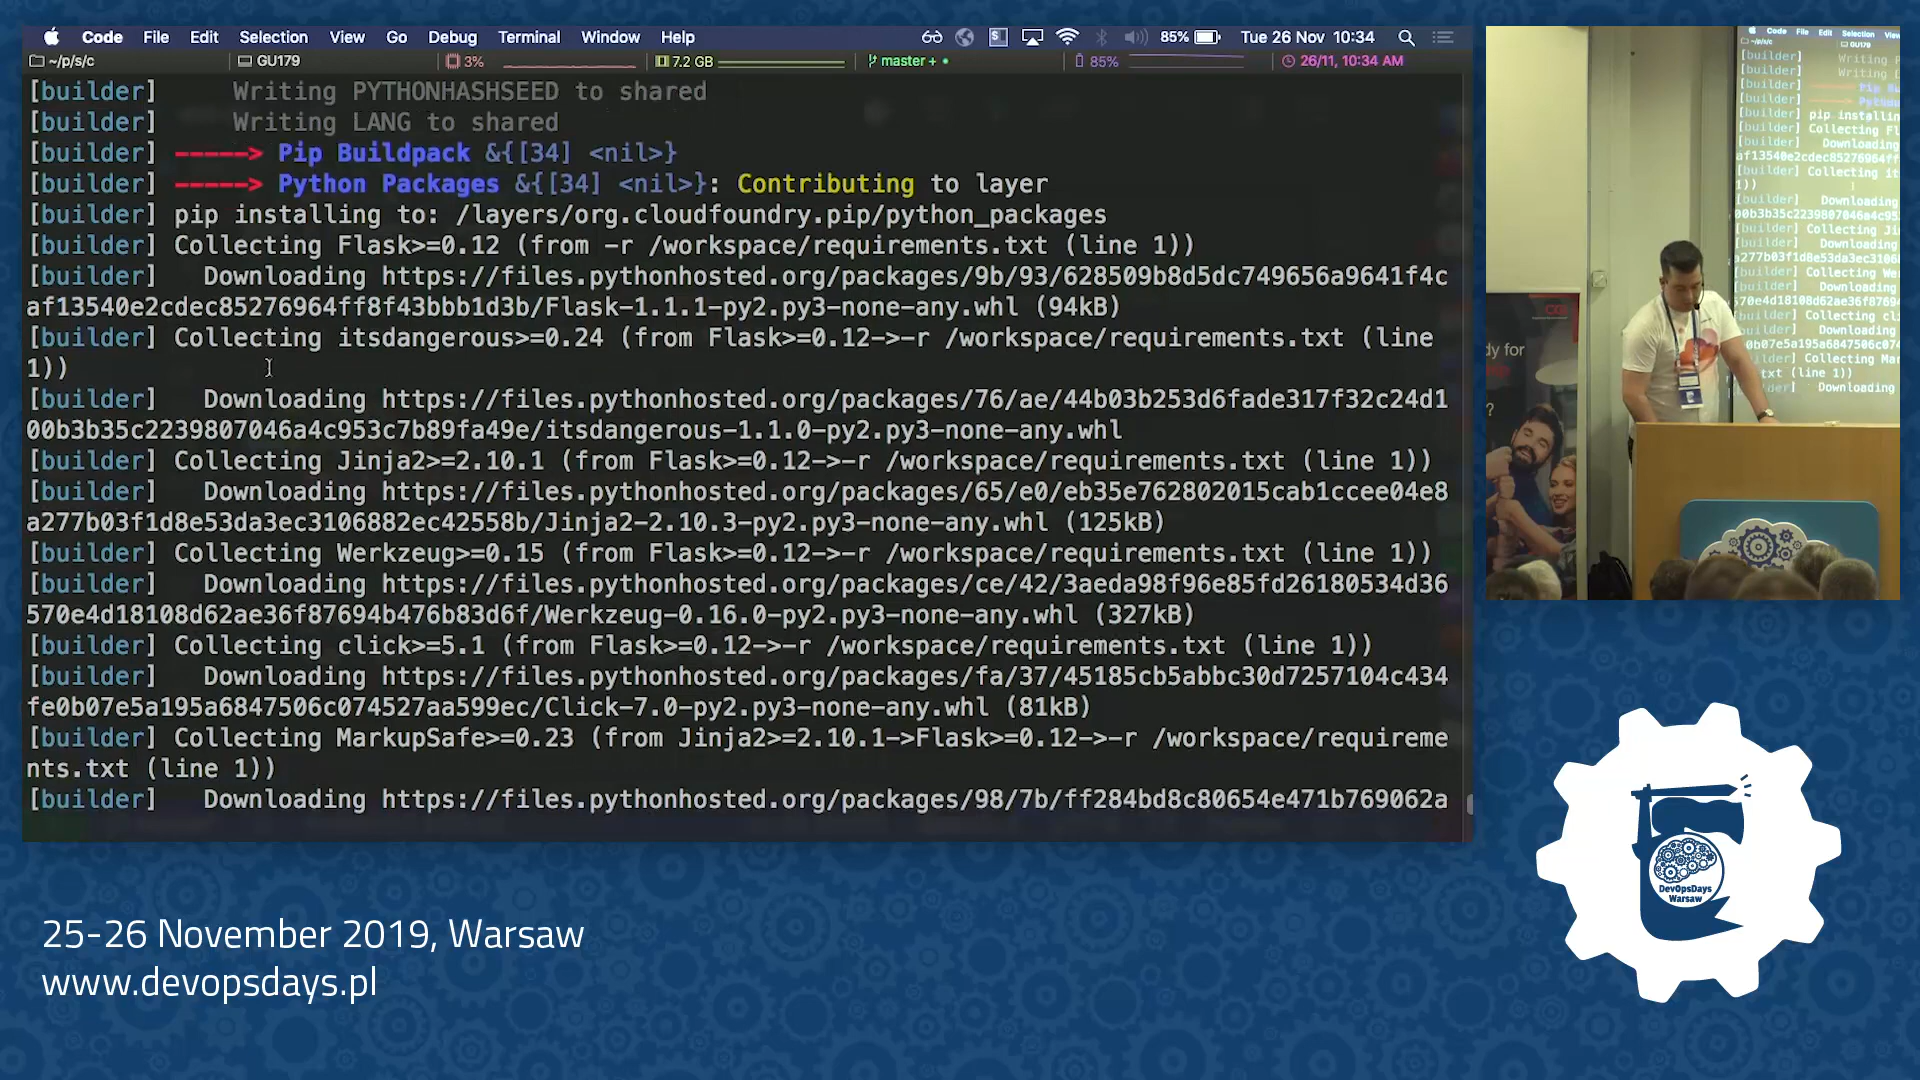 Code File Edit Selection View Go Debug Terminal Window Help 85% Tue 26 Nov 10:34
~/p/s/c GU179 3% 7.2 GB master + • 85% 26/11, 10:34 AM
[builder] Writing PYTHONHASHSEED to shared
[builder] Writing LANG to shared
[builder] -----> Pip Buildpack &{[34] <nil>}
[builder] -----> Python Packages &{[34] <nil>}: Contributing to layer
[builder] pip installing to: /layers/org.cloudfoundry.pip/python_packages
[builder] Collecting Flask>=0.12 (from -r /workspace/requirements.txt (line 1))
[builder] Downloading https://files.pythonhosted.org/packages/9b/93/628509b8d5dc749656a9641f4c
af13540e2cdec85276964ff8f43bbb1d3b/Flask-1.1.1-py2.py3-none-any.whl (94kB)
[builder] Collecting itsdangerous>=0.24 (from Flask>=0.12->-r /workspace/requirements.txt (line
1))
[builder] Downloading https://files.pythonhosted.org/packages/76/ae/44b03b253d6fade317f32c24d1
00b3b35c2239807046a4c953c7b89fa49e/itsdangerous-1.1.0-py2.py3-none-any.whl
[builder] Collecting Jinja2>=2.10.1 (from Flask>=0.12->-r /workspace/requirements.txt (line 1))
[builder] Downloading https://files.pythonhosted.org/packages/65/e0/eb35e762802015cab1ccee04e8
a277b03f1d8e53da3ec3106882ec42558b/Jinja2-2.10.3-py2.py3-none-any.whl (125kB)
[builder] Collecting Werkzeug>=0.15 (from Flask>=0.12->-r /workspace/requirements.txt (line 1))
[builder] Downloading https://files.pythonhosted.org/packages/ce/42/3aeda98f96e85fd26180534d36
570e4d18108d62ae36f87694b476b83d6f/Werkzeug-0.16.0-py2.py3-none-any.whl (327kB)
[builder] Collecting click>=5.1 (from Flask>=0.12->-r /workspace/requirements.txt (line 1))
[builder] Downloading https://files.pythonhosted.org/packages/fa/37/45185cb5abbc30d7257104c434
fe0b07e5a195a6847506c074527aa599ec/Click-7.0-py2.py3-none-any.whl (81kB)
[builder] Collecting MarkupSafe>=0.23 (from Jinja2>=2.10.1->Flask>=0.12->-r /workspace/requireme
nts.txt (line 1))
[builder] Downloading https://files.pythonhosted.org/packages/98/7b/ff284bd8c80654e471b769062a
DevOpsDays
Warsaw
25-26 November 2019, Warsaw
www.devopsdays.pl